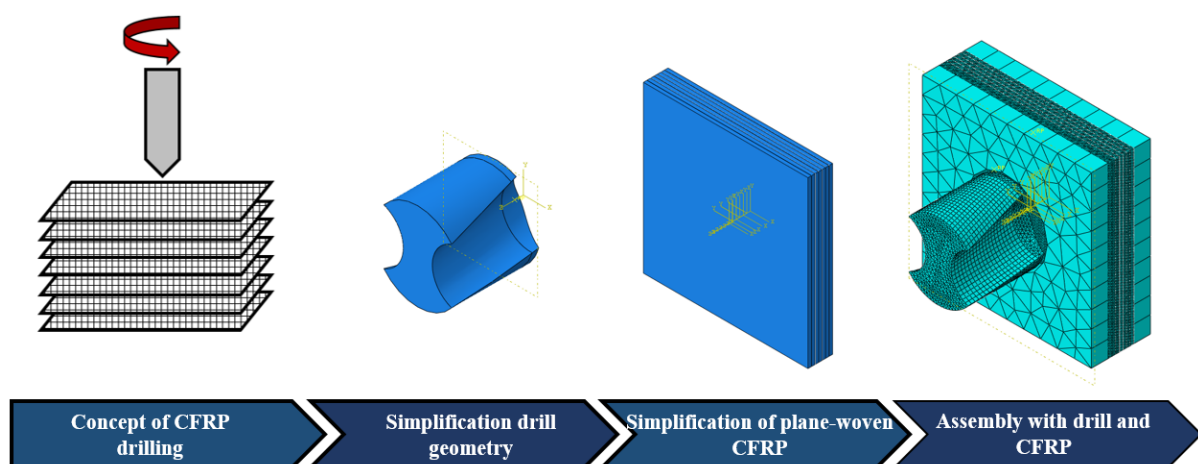 Concept of CFRP
drilling
Simplification drill
geometry
Simplification of plane-woven
CFRP
Assembly with drill and
CFRP